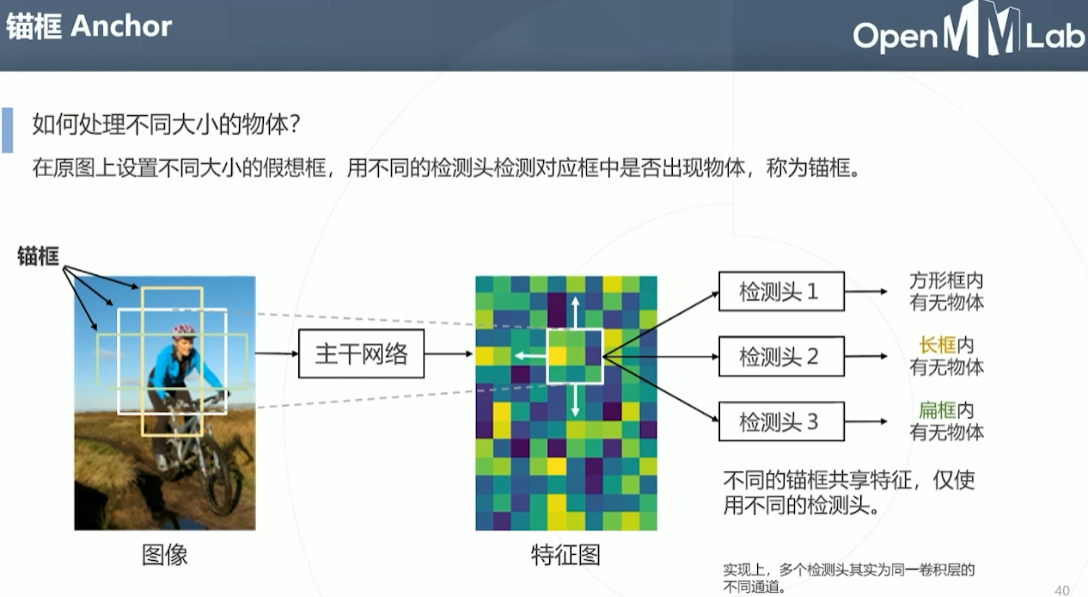 锚框 Anchor
OpenMMLab
如何处理不同大小的物体?
在原图上设置不同大小的假想框，用不同的检测头检测对应框中是否出现物体，称为锚框。
锚框
主干网络
检测头 1
方形框内
有无物体
检测头 2
长框内
有无物体
检测头 3
扁框内
有无物体
不同的锚框共享特征，仅使
用不同的检测头。
图像
特征图
实现上，多个检测头其实为同一卷积层的
不同通道。
40